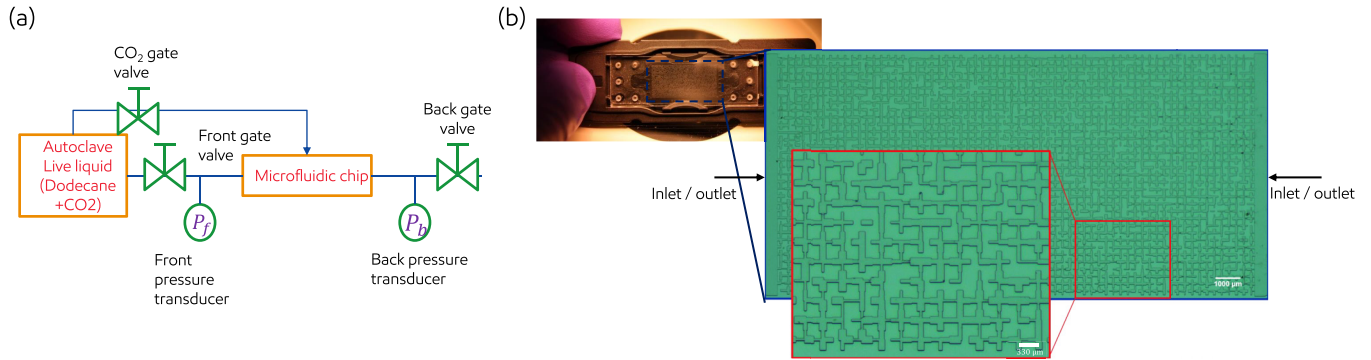 (a)
CO₂ gate
valve
Autoclave
Live liquid
(Dodecane
+CO2)
Front gate
valve
Microfluidic chip
Back gate
valve
P_f
P_b
Front
pressure
transducer
Back pressure
transducer
(b)
Inlet / outlet
Inlet / outlet
1000 µm
330 µm